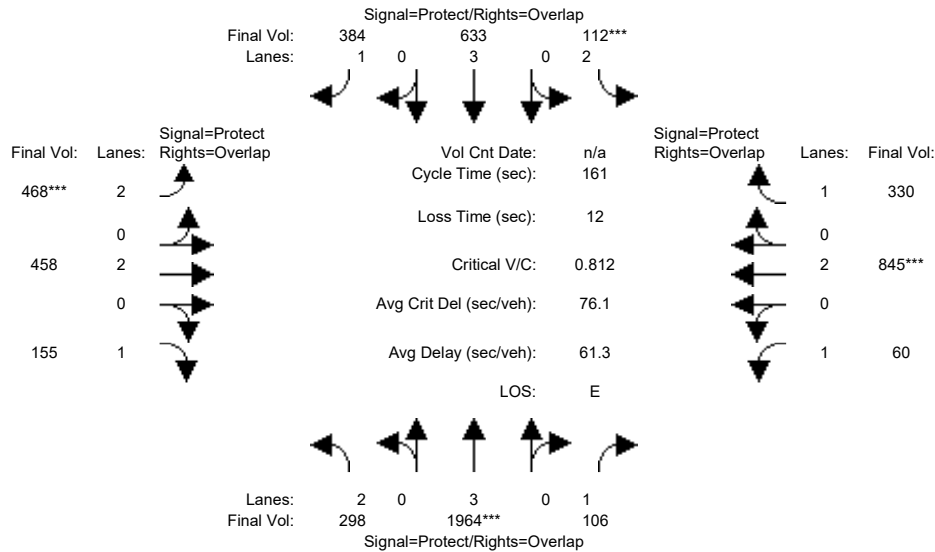 Signal=Protect/Rights=Overlap
Final Vol: 384 633 112***
Lanes: 1 0 3 0 2
Signal=Protect Signal=Protect
Final Vol: Lanes: Rights=Overlap Vol Cnt Date: n/a Rights=Overlap Lanes: Final Vol:
Cycle Time (sec): 161
468*** 2 1 330
Loss Time (sec): 12
0 0
458 2 Critical V/C: 0.812 2 845***
0 Avg Crit Del (sec/veh): 76.1 0
155 1 Avg Delay (sec/veh): 61.3 1 60
LOS: E
Lanes: 2 0 3 0 1
Final Vol: 298 1964*** 106
Signal=Protect/Rights=Overlap